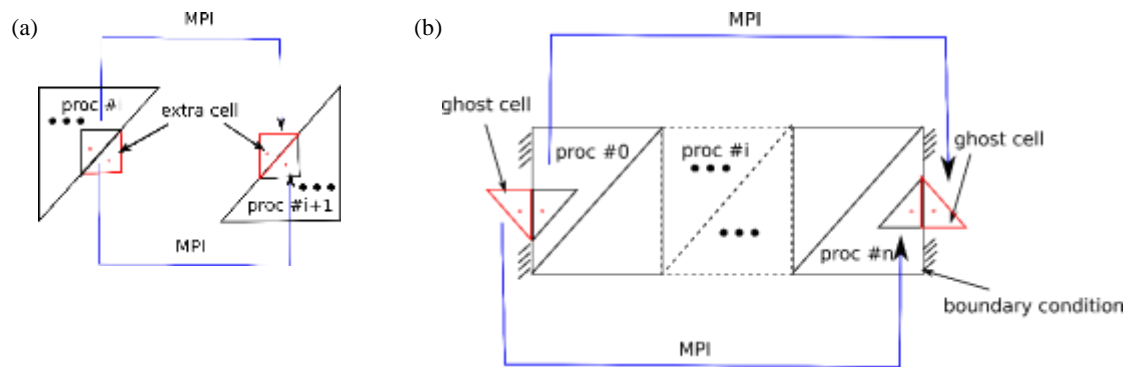 (a)
MPI
proc #
extra cell
proc #i+1
MPI
(b)
MPI
ghost cell
proc #0
proc #i
ghost cell
proc #n
boundary condition
MPI